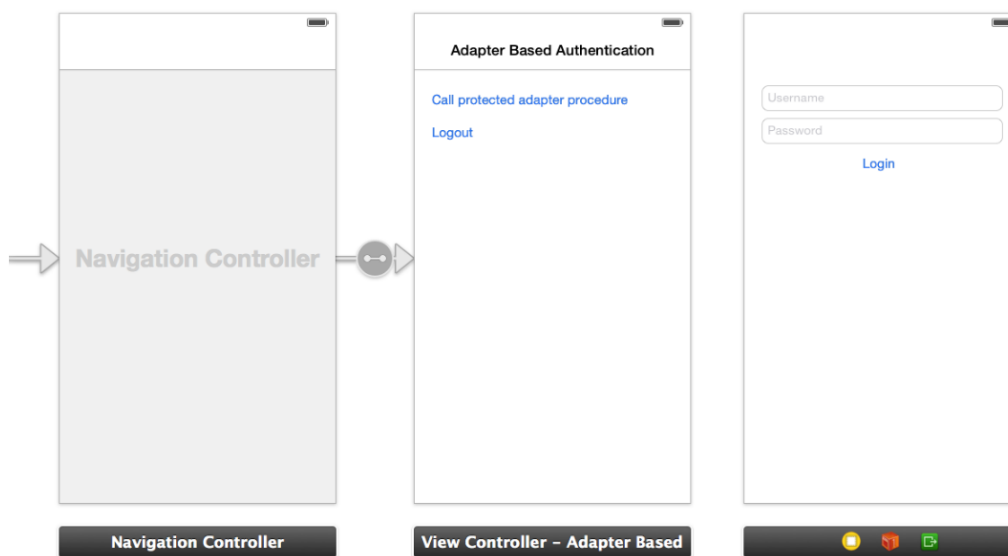 Navigation Controller
Navigation Controller
Adapter Based Authentication
Call protected adapter procedure
Logout
View Controller – Adapter Based
Username
Password
Login